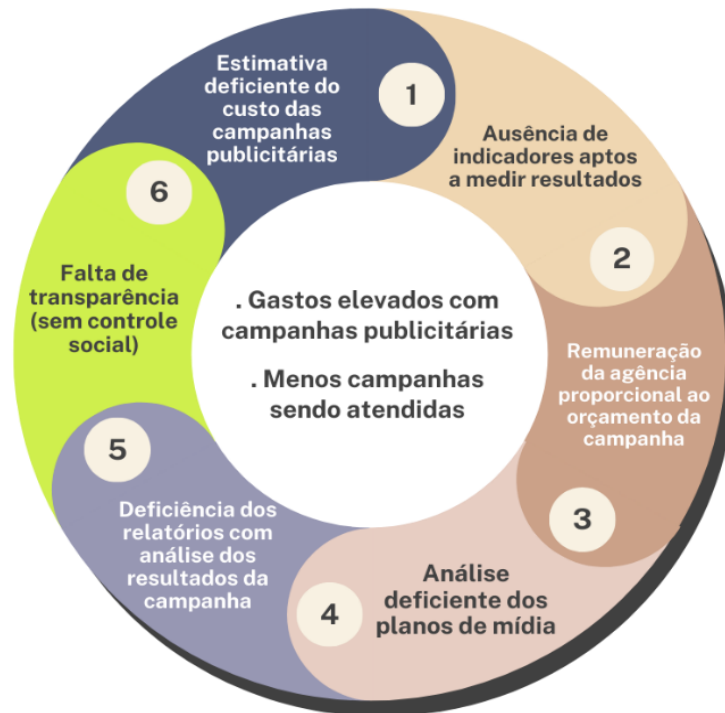 Estimativa
deficiente do
custo das
campanhas
publicitárias
1
Ausência de
indicadores aptos
a medir resultados
2
Remuneração
da agência
proporcional ao
orçamento da
campanha
3
Análise
deficiente dos
planos de mídia
4
Deficiência dos
relatórios com
análise dos
resultados da
campanha
5
Falta de
transparência
(sem controle
social)
6
. Gastos elevados com
campanhas publicitárias
. Menos campanhas
sendo atendidas